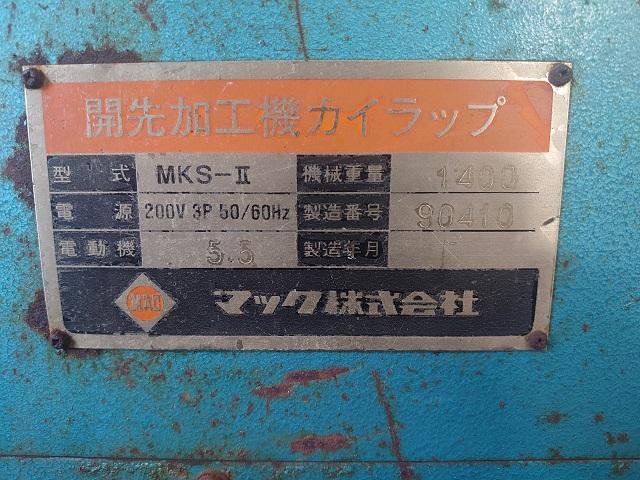 開先加工機カイラップ
型式 MKS-II 機械重量 1400
電源 200V 3P 50/60Hz 製造番号 90410
電動機 5.5 製造年月
MAC マック株式会社